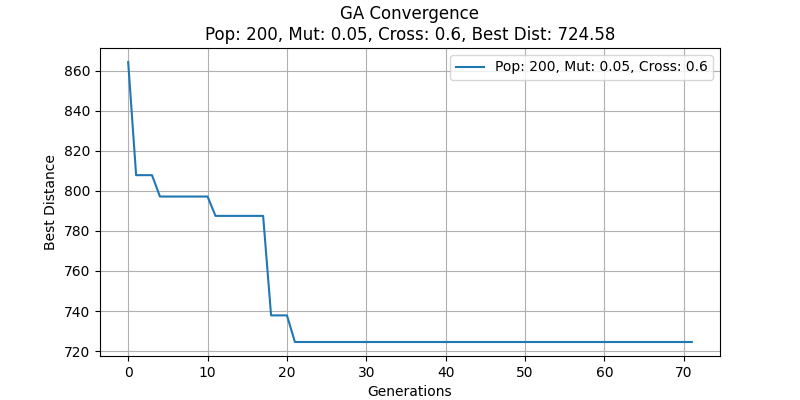 GA Convergence
Pop: 200, Mut: 0.05, Cross: 0.6, Best Dist: 724.58
Pop: 200, Mut: 0.05, Cross: 0.6
Best Distance
860
840
820
800
780
760
740
720
0 10 20 30 40 50 60 70
Generations